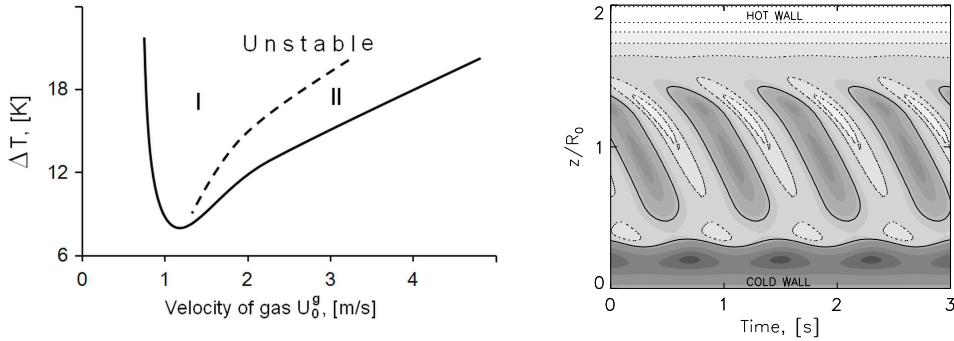 Unstable
I
II
18
12
6
Δ T, [K]
0
1
2
3
4
Velocity of gas U₀ᵍ, [m/s]
2
1
0
z/R₀
HOT WALL
COLD WALL
0
1
2
3
Time, [s]